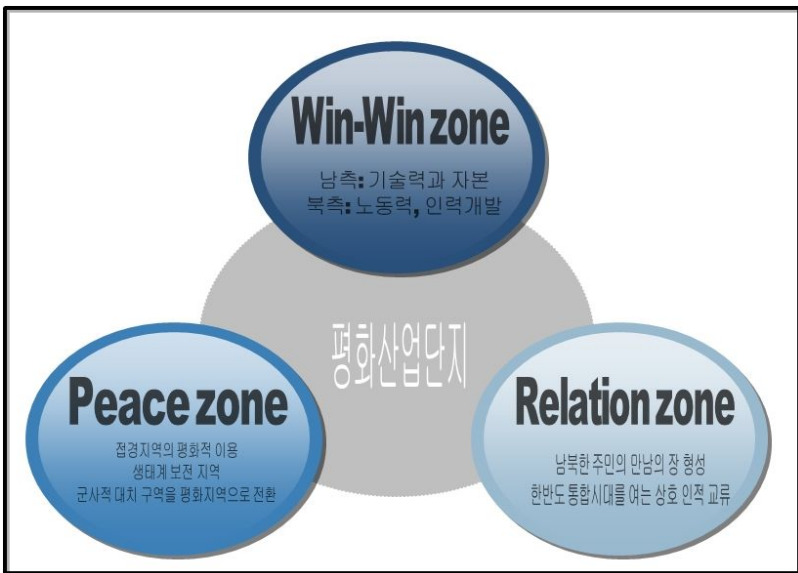 Win-Win zone
남측: 기술력과 자본
북측: 노동력, 인력개발
평화산업단지
Peace zone
접경지역의 평화적 이용
생태계 보전 지역
군사적 대치 구역을 평화지역으로 전환
Relation zone
남북한 주민의 만남의 장 형성
한반도 통합시대를 여는 상호 인적 교류